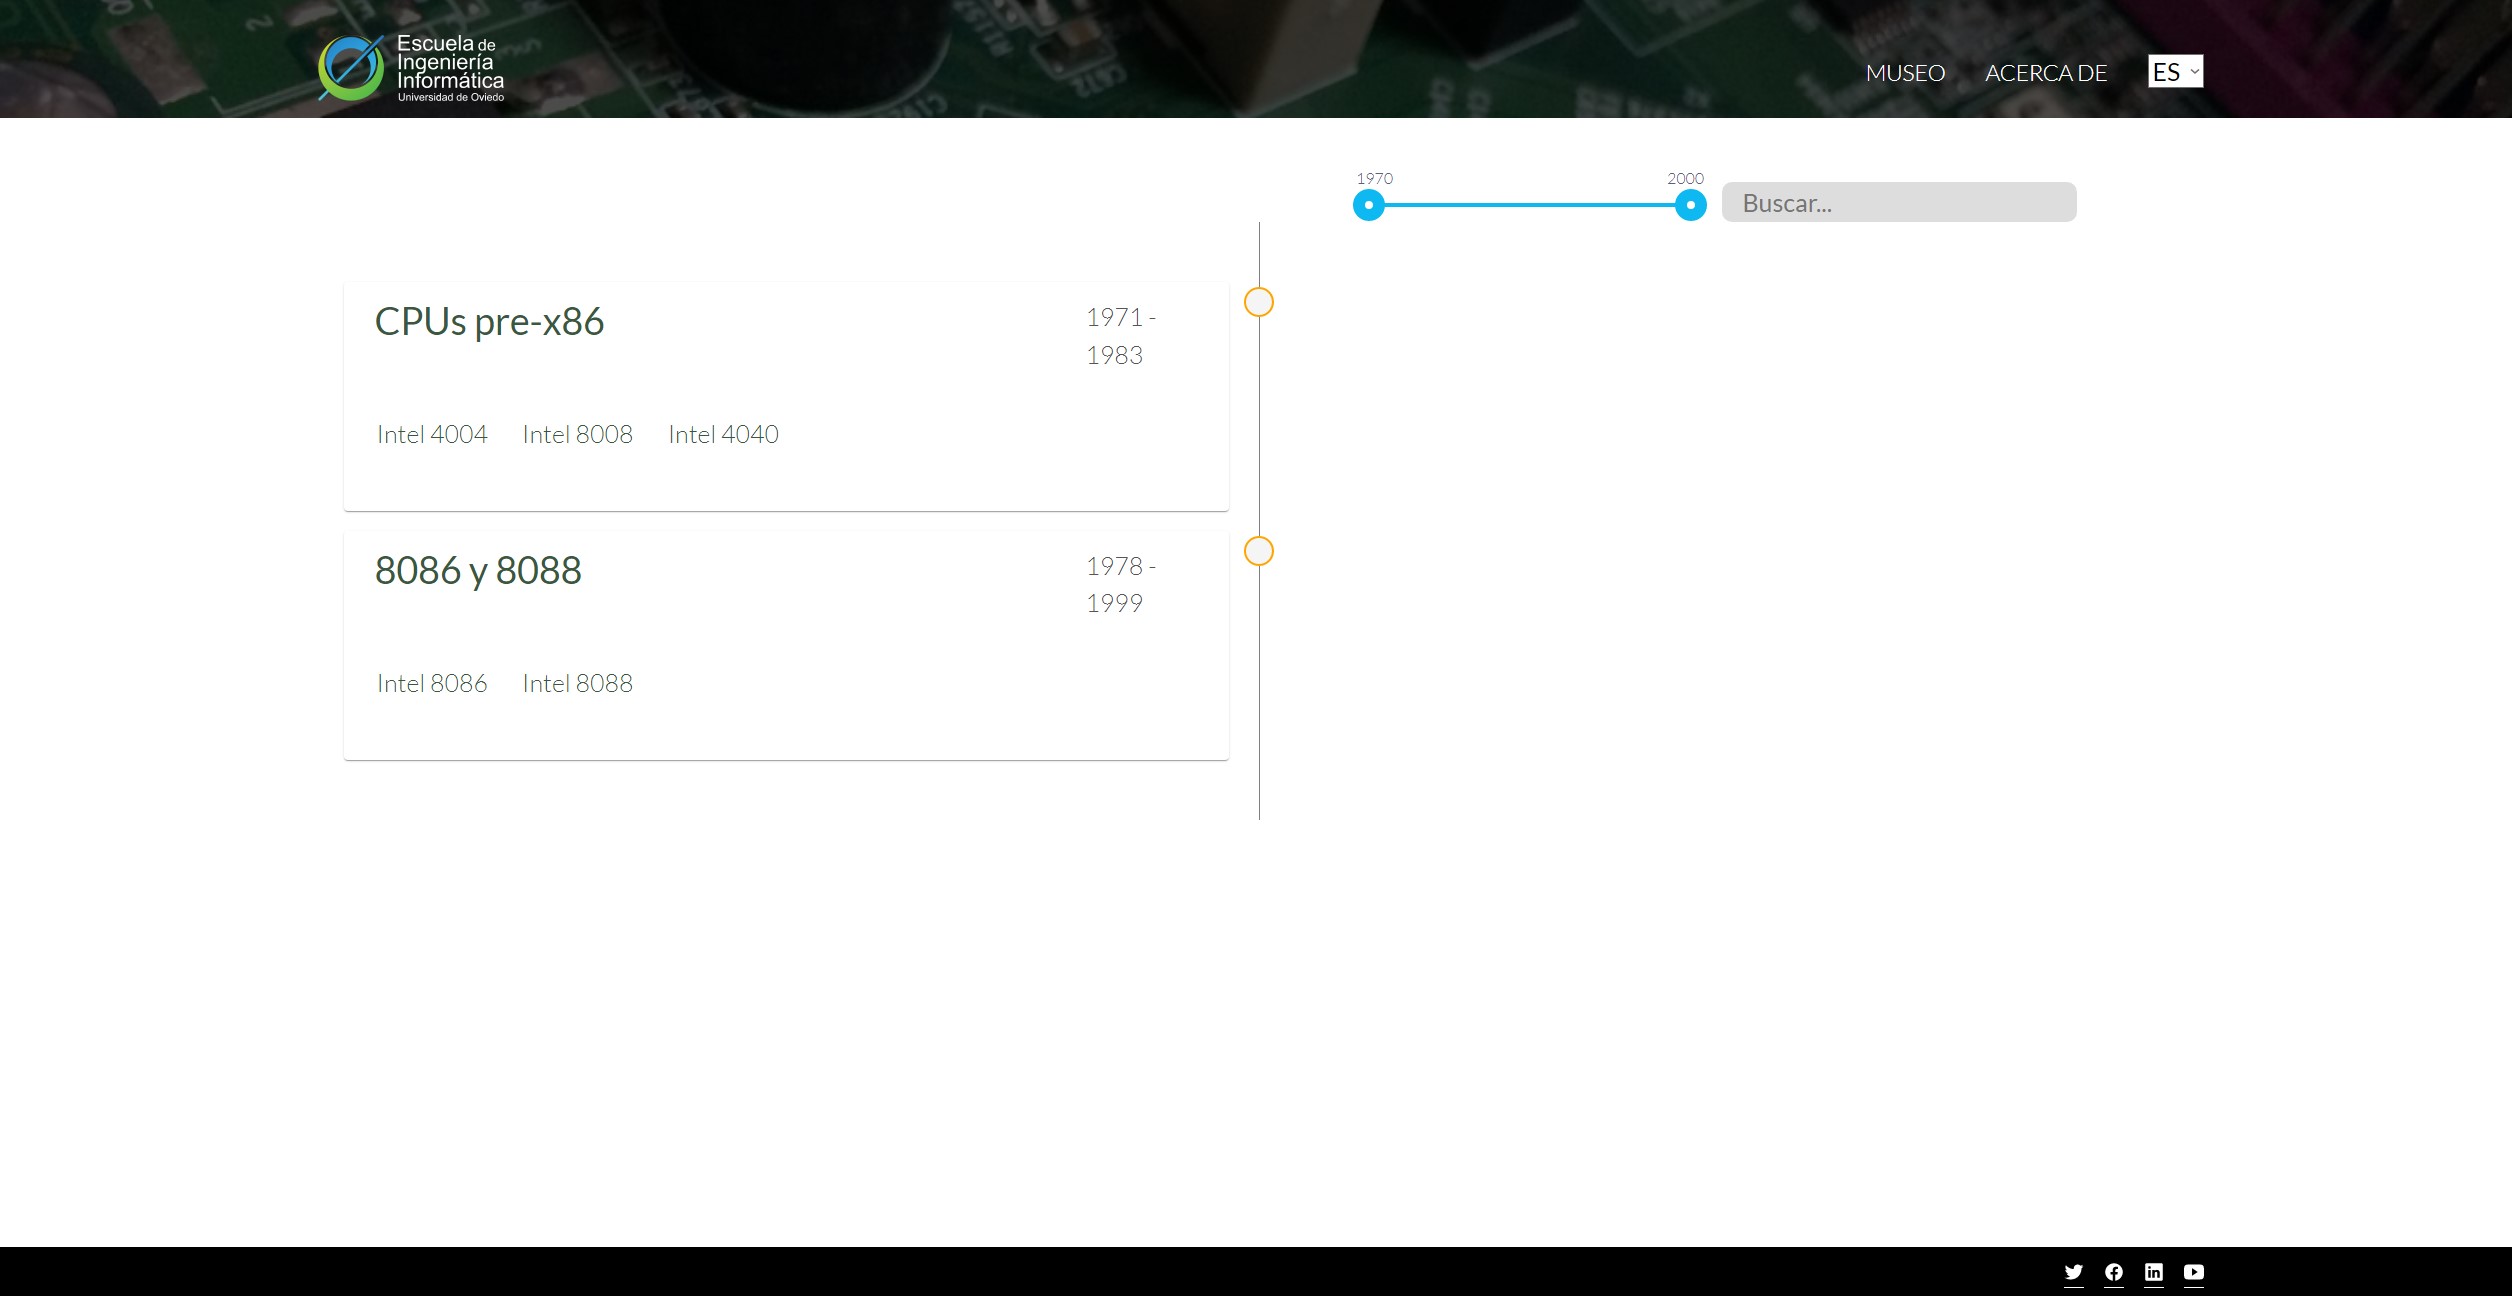 Escuela de
Ingeniería
Informática
Universidad de Oviedo
MUSEO ACERCA DE ES
1970 2000
Buscar...
CPUs pre-x86
1971 -
1983
Intel 4004 Intel 8008 Intel 4040
8086 y 8088
1978 -
1999
Intel 8086 Intel 8088